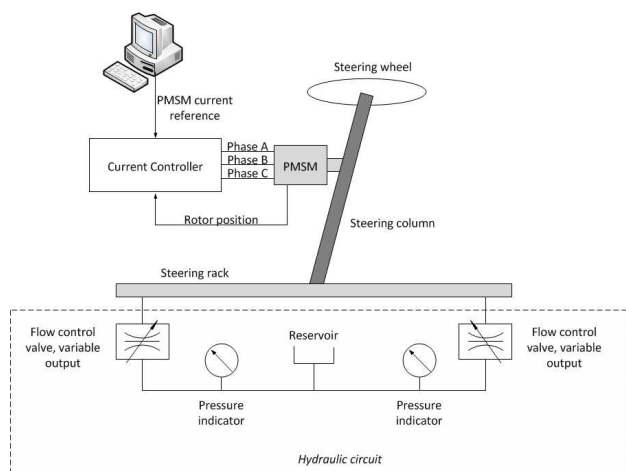 Steering wheel
PMSM current
reference
Phase A
Phase B
Phase C
Current Controller
PMSM
Rotor position
Steering column
Steering rack
Flow control
valve, variable
output
Reservoir
Flow control
valve, variable
output
Pressure
indicator
Pressure
indicator
Hydraulic circuit